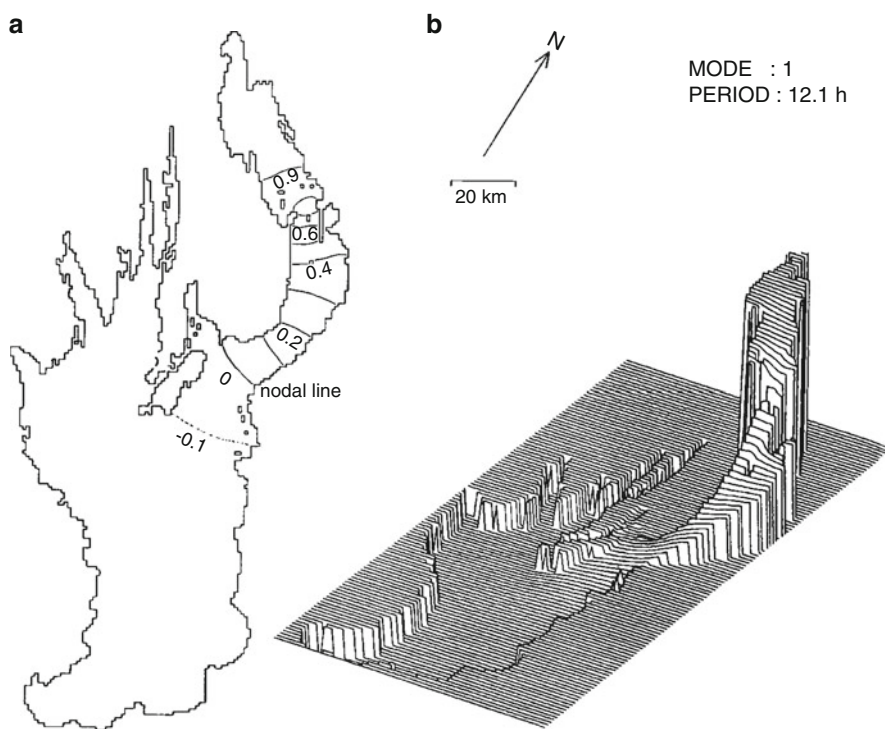 a
b
N
MODE : 1
PERIOD : 12.1 h
20 km
0.9
0.6
0.4
0.2
0
nodal line
-0.1